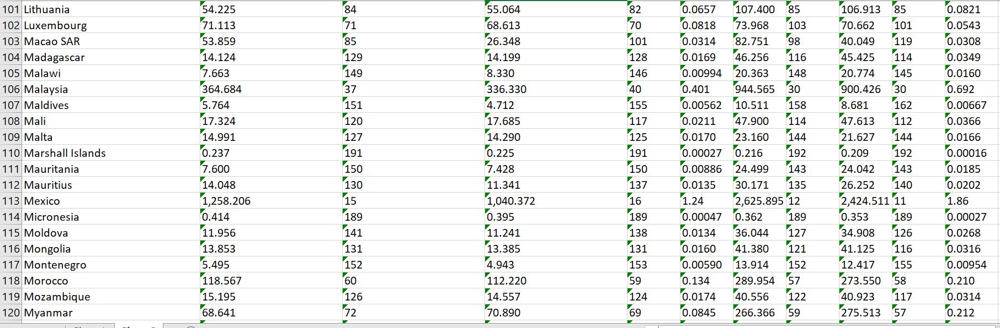 101 Lithuania 54.225 84 55.064 82 0.0657 107.400 85 106.913 85 0.0821
102 Luxembourg 71.113 71 68.613 70 0.0818 73.968 103 70.662 101 0.0543
103 Macao SAR 53.859 85 26.348 101 0.0314 82.751 98 40.049 119 0.0308
104 Madagascar 14.124 129 14.199 128 0.0169 46.256 116 45.425 114 0.0349
105 Malawi 7.663 149 8.330 146 0.00994 20.363 148 20.774 145 0.0160
106 Malaysia 364.684 37 336.330 40 0.401 944.565 30 900.426 30 0.692
107 Maldives 5.764 151 4.712 155 0.00562 10.511 158 8.681 162 0.00667
108 Mali 17.324 120 17.685 117 0.0211 47.900 114 47.613 112 0.0366
109 Malta 14.991 127 14.290 125 0.0170 23.160 144 21.627 144 0.0166
110 Marshall Islands 0.237 191 0.225 191 0.00027 0.216 192 0.209 192 0.00016
111 Mauritania 7.600 150 7.428 150 0.00886 24.499 143 24.042 143 0.0185
112 Mauritius 14.048 130 11.341 137 0.0135 30.171 135 26.252 140 0.0202
113 Mexico 1,258.206 15 1,040.372 16 1.24 2,625.895 12 2,424.511 11 1.86
114 Micronesia 0.414 189 0.395 189 0.00047 0.362 189 0.353 189 0.00027
115 Moldova 11.956 141 11.241 138 0.0134 36.044 127 34.908 126 0.0268
116 Mongolia 13.853 131 13.385 131 0.0160 41.380 121 41.125 116 0.0316
117 Montenegro 5.495 152 4.943 153 0.00590 13.914 152 12.417 155 0.00954
118 Morocco 118.567 60 112.220 59 0.134 289.954 57 273.550 58 0.210
119 Mozambique 15.195 126 14.557 124 0.0174 40.556 122 40.923 117 0.0314
120 Myanmar 68.641 72 70.890 69 0.0845 266.366 59 275.513 57 0.212